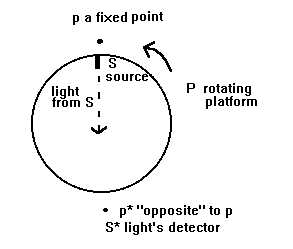 p a fixed point
S
source
light
from S
P rotating
platform
p* "opposite" to p
S* light's detector